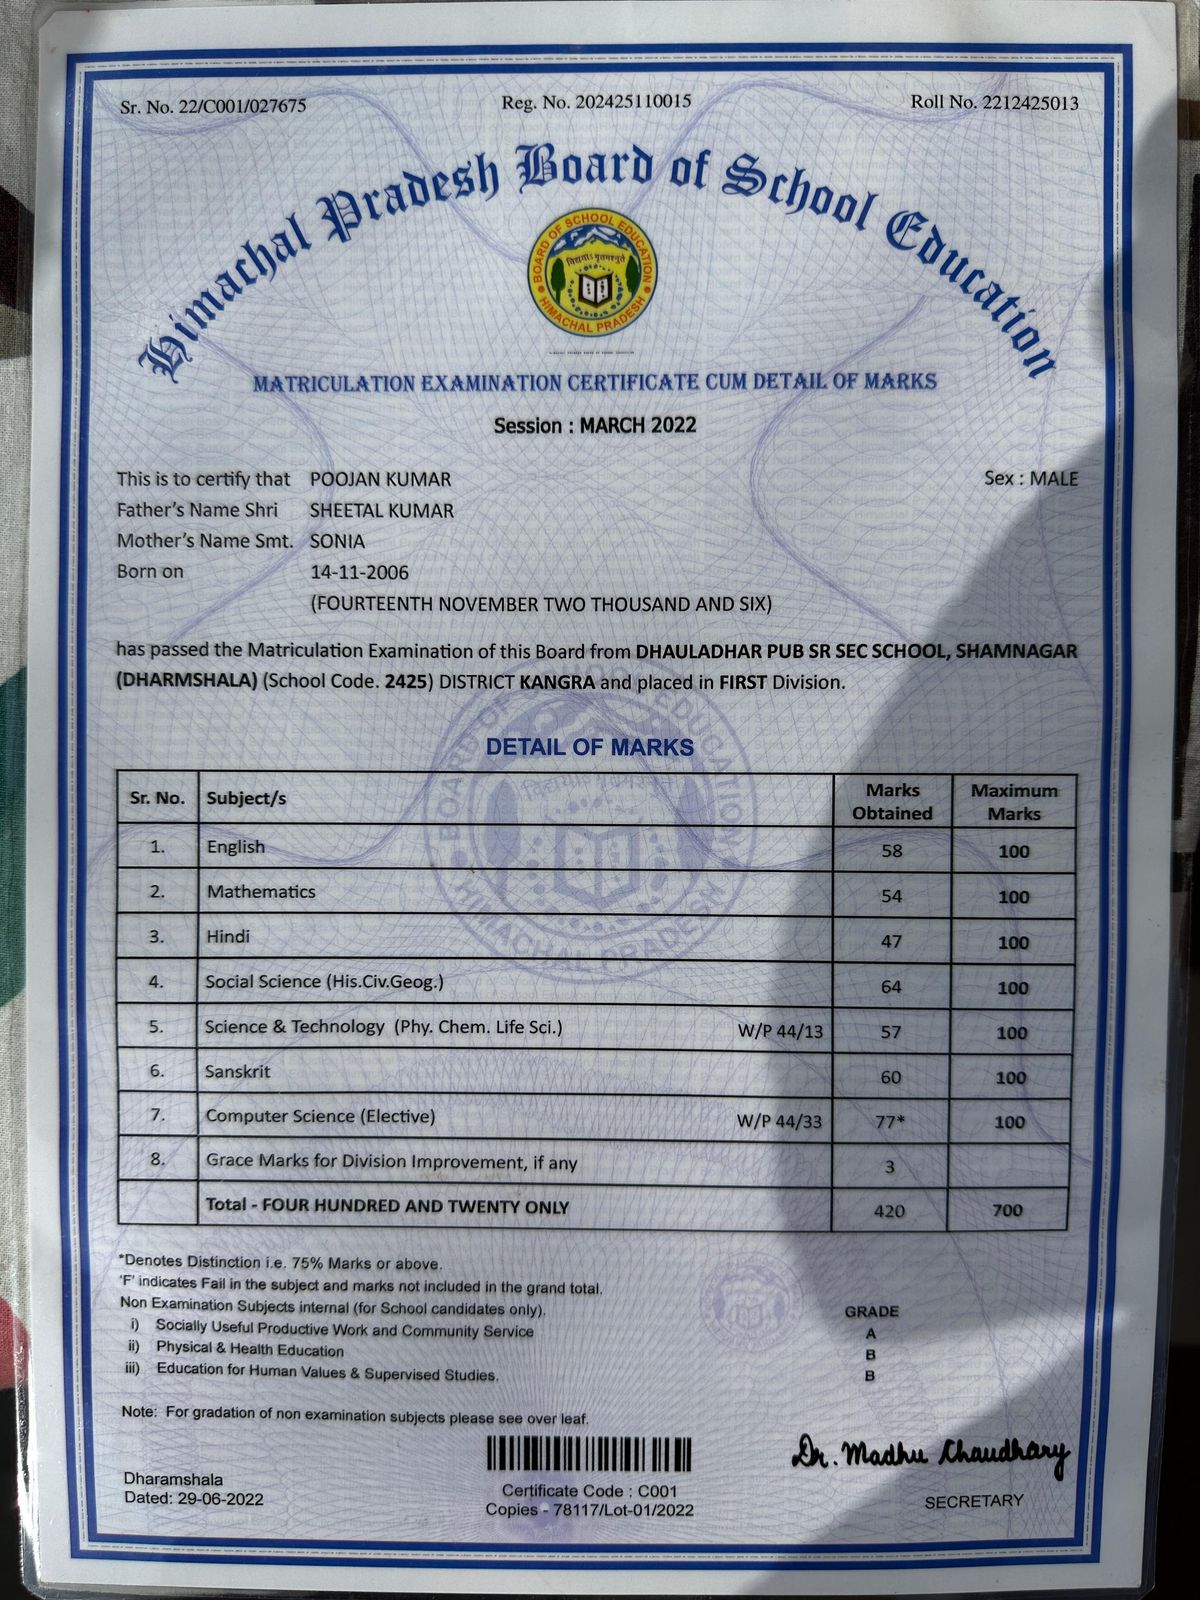 Sr. No. 22/C001/027675 Reg. No. 202425110015 Roll No. 2212425013
Himachal Pradesh Board of School Education
BOARD OF SCHOOL EDUCATION
HIMACHAL PRADESH
MATRICULATION EXAMINATION CERTIFICATE CUM DETAIL OF MARKS
Session : MARCH 2022
This is to certify that POOJAN KUMAR Sex : MALE
Father's Name Shri SHEETAL KUMAR
Mother's Name Smt. SONIA
Born on 14-11-2006
(FOURTEENTH NOVEMBER TWO THOUSAND AND SIX)
has passed the Matriculation Examination of this Board from DHAULADHAR PUB SR SEC SCHOOL, SHAMNAGAR
(DHARMSHALA) (School Code. 2425) DISTRICT KANGRA and placed in FIRST Division.
DETAIL OF MARKS
Sr. No. Subject/s Marks Obtained Maximum Marks
1. English 58 100
2. Mathematics 54 100
3. Hindi 47 100
4. Social Science (His.Civ.Geog.) 64 100
5. Science & Technology (Phy. Chem. Life Sci.) W/P 44/13 57 100
6. Sanskrit 60 100
7. Computer Science (Elective) W/P 44/33 77* 100
8. Grace Marks for Division Improvement, if any 3
Total - FOUR HUNDRED AND TWENTY ONLY 420 700
*Denotes Distinction i.e. 75% Marks or above.
'F' indicates Fail in the subject and marks not included in the grand total.
Non Examination Subjects internal (for School candidates only). GRADE
i) Socially Useful Productive Work and Community Service A
ii) Physical & Health Education B
iii) Education for Human Values & Supervised Studies. B
Note: For gradation of non examination subjects please see over leaf.
Dr. Madhu Chaudhary
Dharamshala
Dated: 29-06-2022
Certificate Code : C001
Copies - 78117/Lot-01/2022
SECRETARY